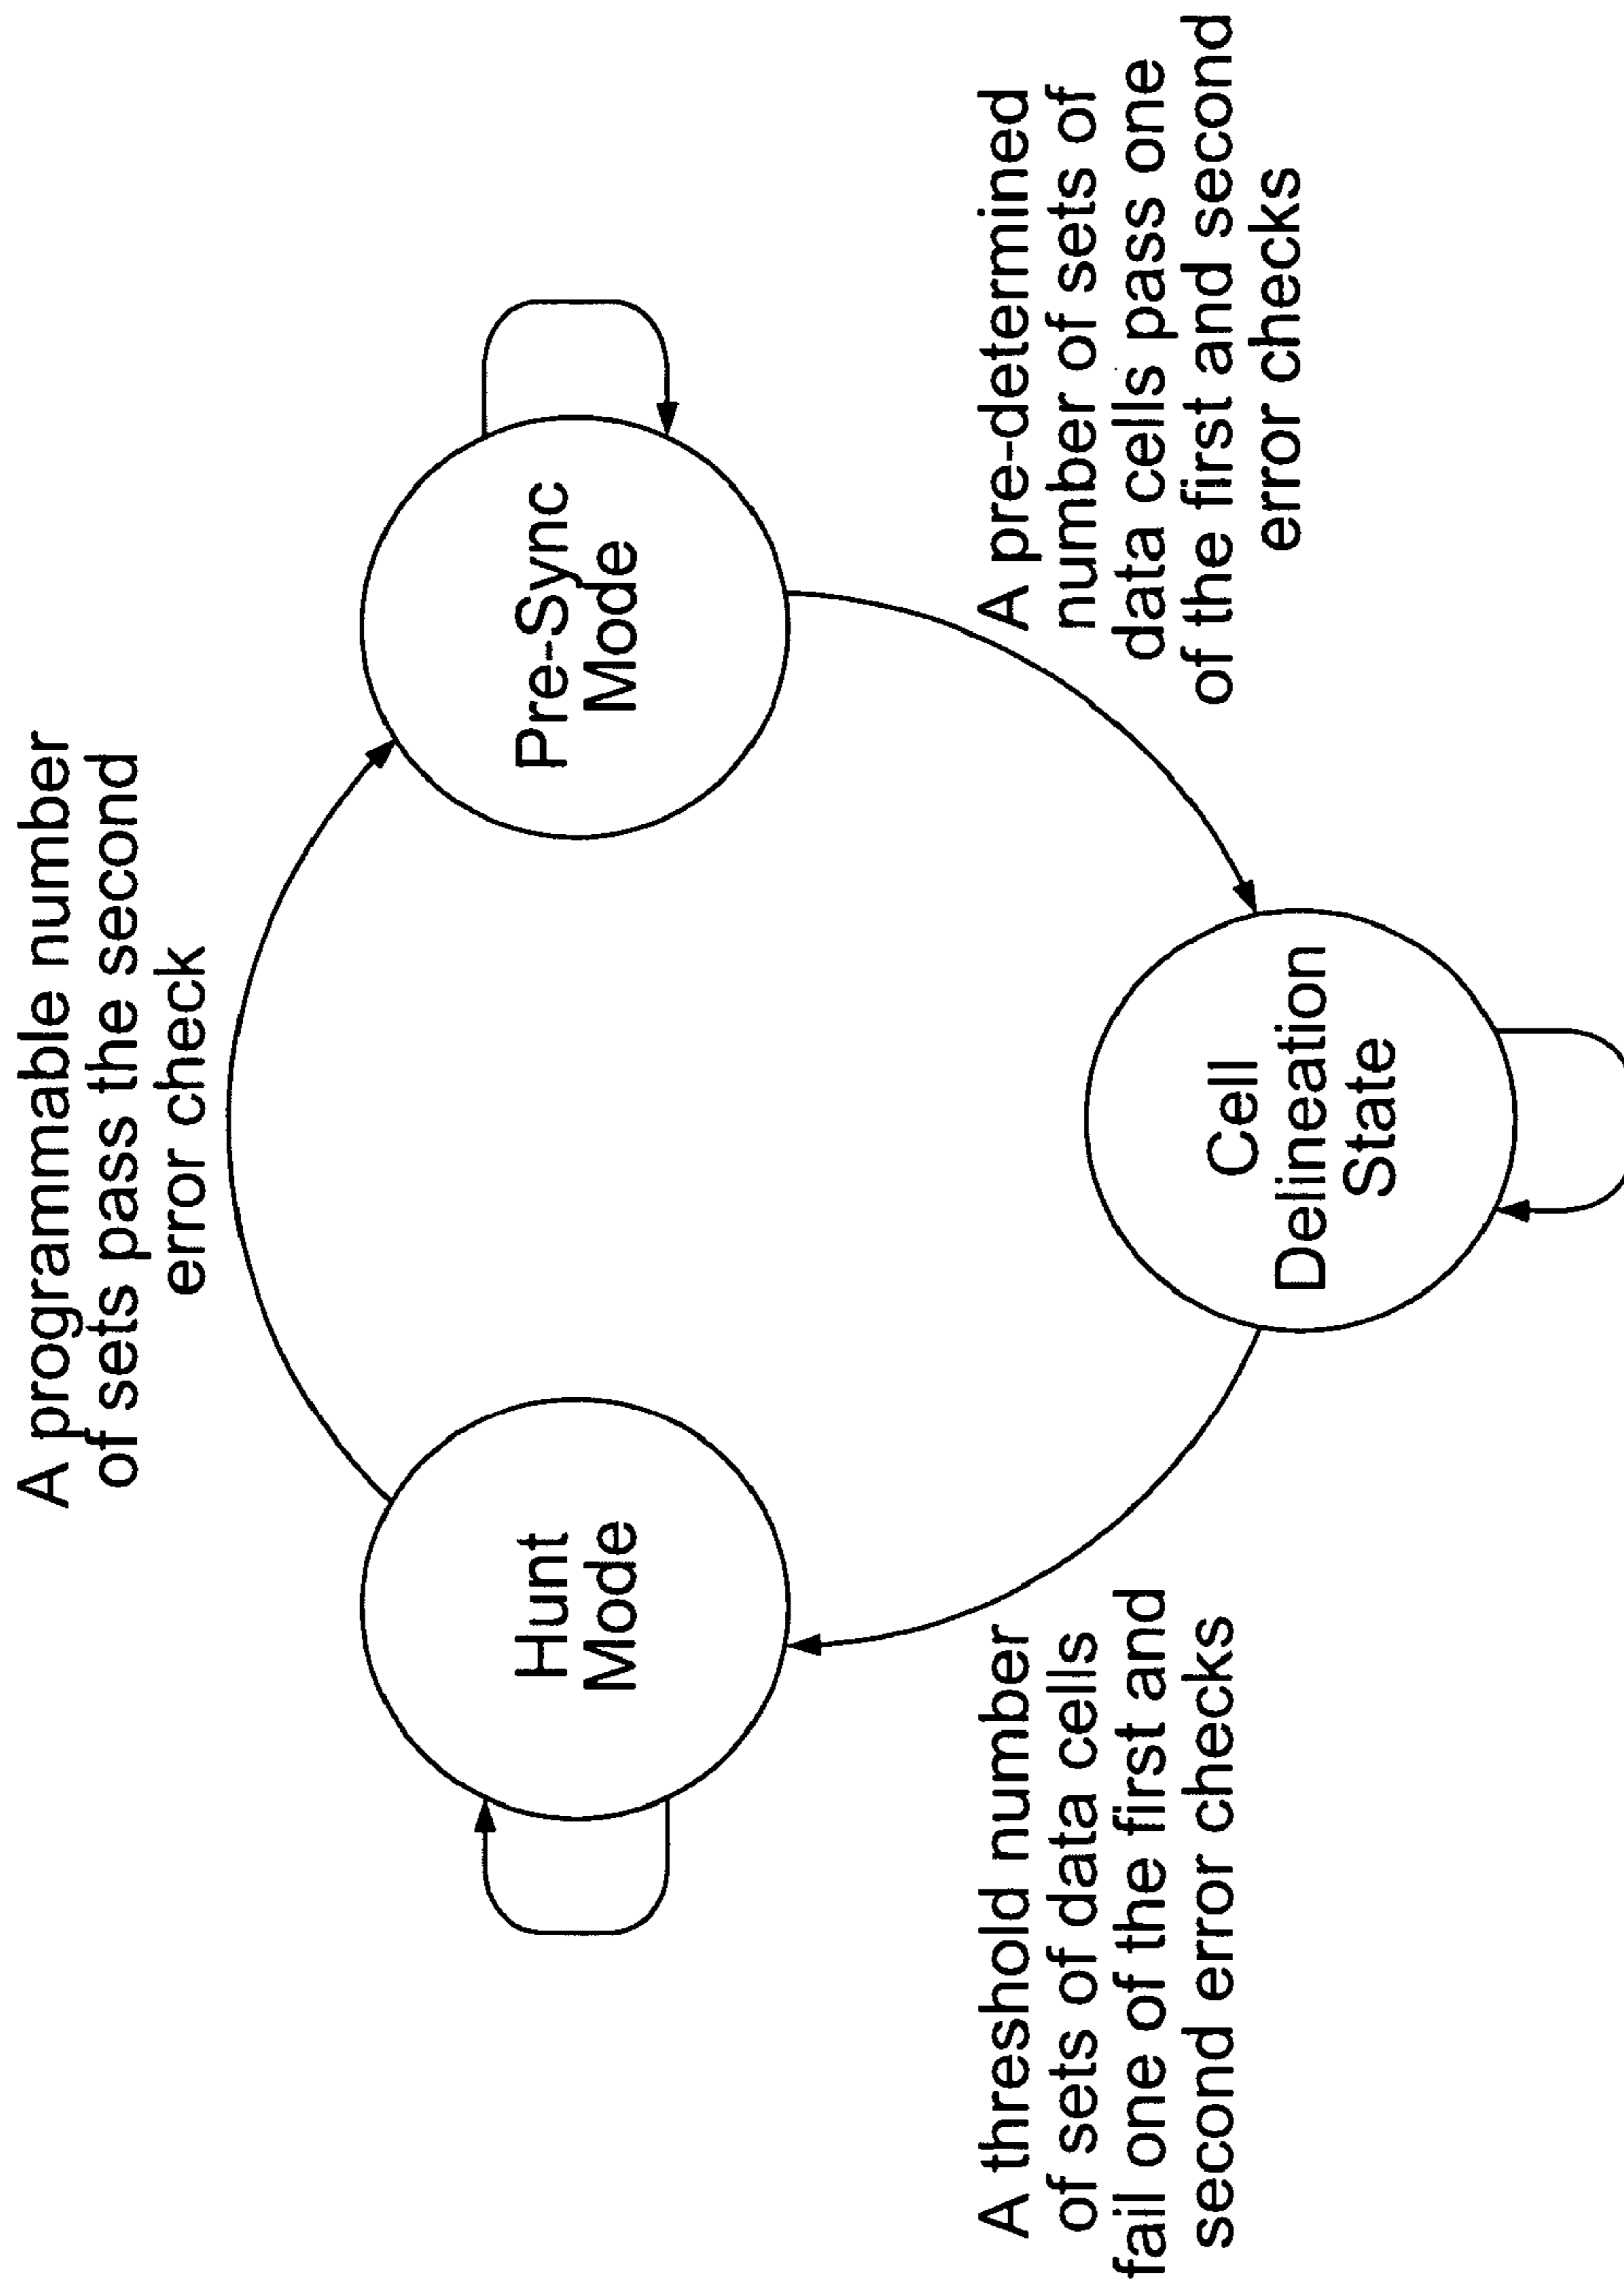 A programmable number
of sets pass the second
error check
Hunt
Mode
Pre-Sync
Mode
A threshold number
of sets of data cells
fail one of the first and
second error checks
Cell
Delineation
State
A pre-determined
number of sets of
data cells pass one
of the first and second
error checks